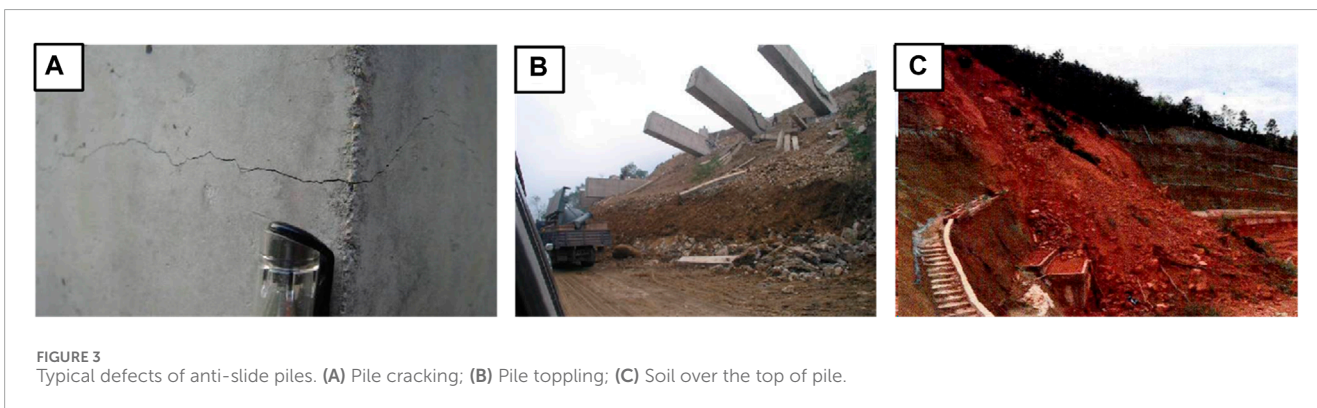 A
B
C
FIGURE 3
Typical defects of anti-slide piles. (A) Pile cracking; (B) Pile toppling; (C) Soil over the top of pile.